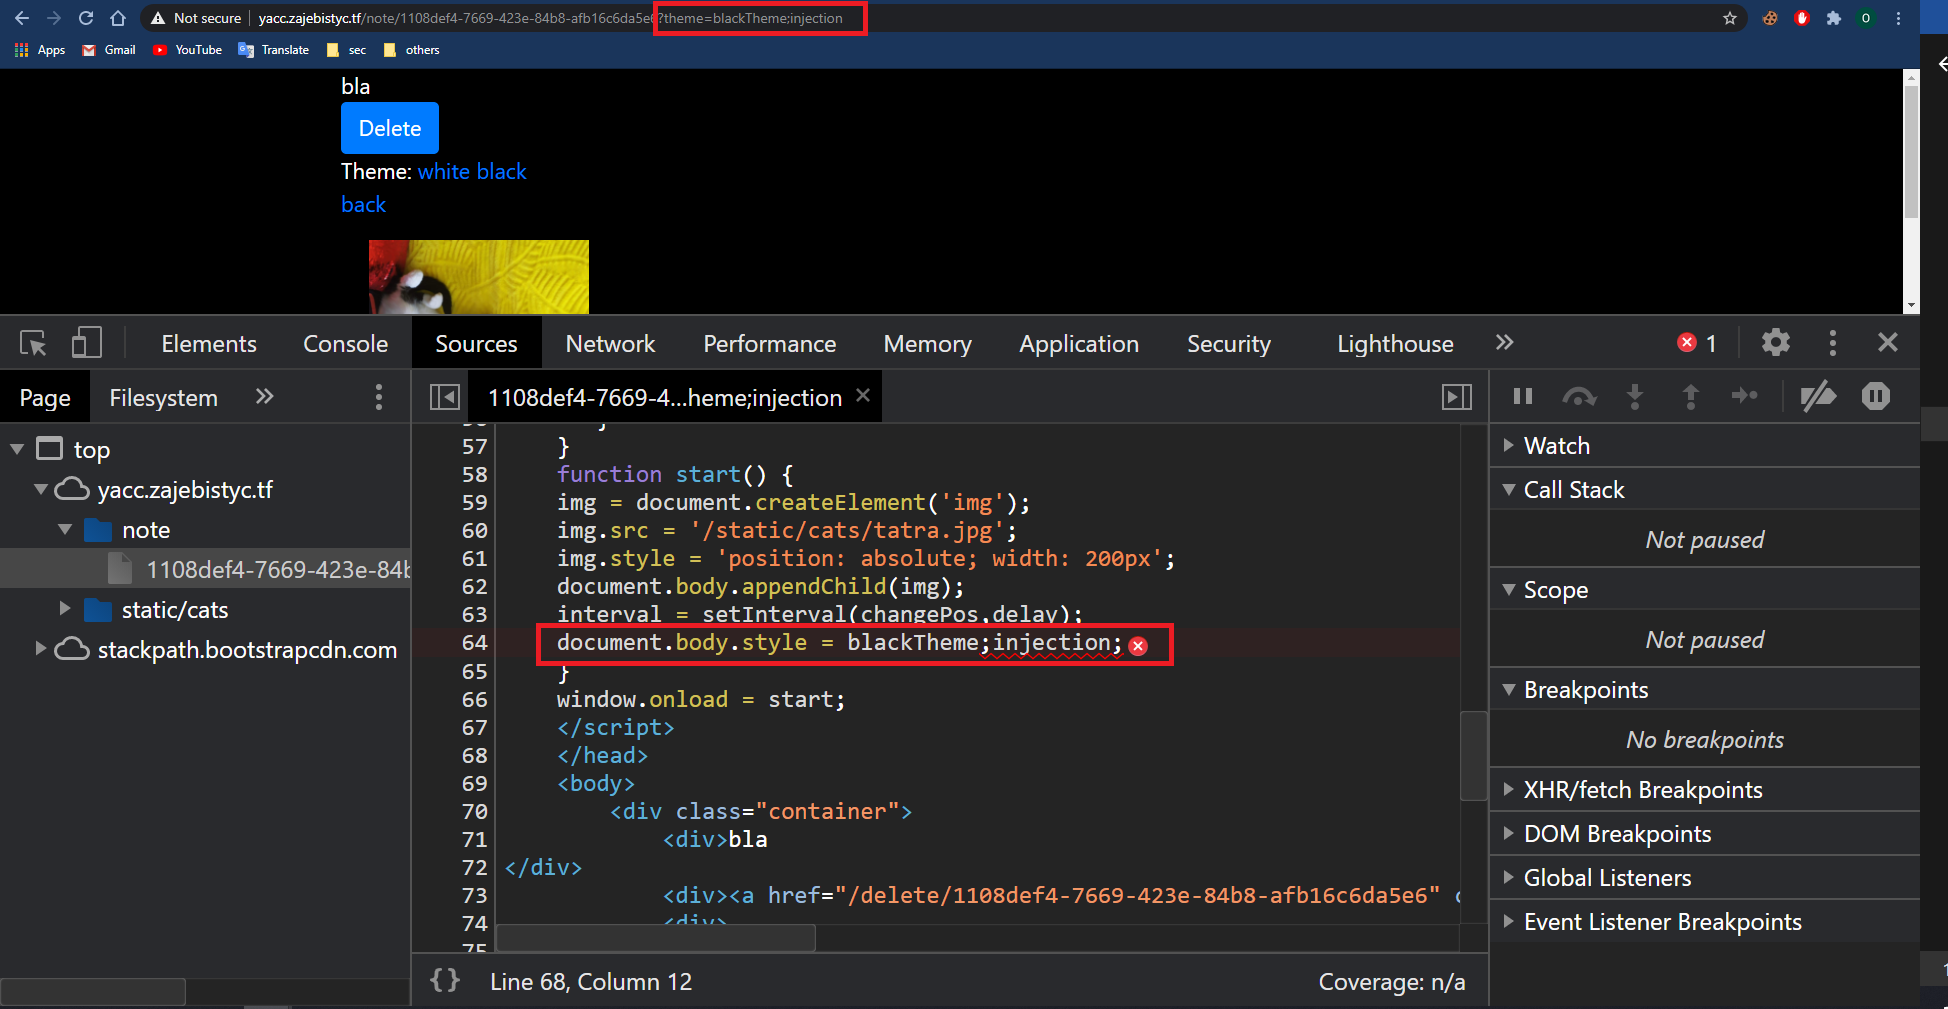 Not secure yacc.zajebistyc.tf/note/1108def4-7669-423e-84b8-afb16c6da5e6?theme=blackTheme;injection
O
Apps Gmail YouTube Translate sec others
bla
Delete
Theme: white black
back
Elements Console Sources Network Performance Memory Application Security Lighthouse 1
Page Filesystem
1108def4-7669-4...heme;injection
top
yacc.zajebistyc.tf
note
1108def4-7669-423e-84b
static/cats
stackpath.bootstrapcdn.com
56 }
57 }
58 function start() {
59 img = document.createElement('img');
60 img.src = '/static/cats/tatra.jpg';
61 img.style = 'position: absolute; width: 200px';
62 document.body.appendChild(img);
63 interval = setInterval(changePos,delay);
64 document.body.style = blackTheme;injection;
65 }
66 window.onload = start;
67 </script>
68 </head>
69 <body>
70 <div class="container">
71 <div>bla
72 </div>
73 <div><a href="/delete/1108def4-7669-423e-84b8-afb16c6da5e6" c
74 <div>
75
{} Line 68, Column 12
Coverage: n/a
Watch
Call Stack
Not paused
Scope
Not paused
Breakpoints
No breakpoints
XHR/fetch Breakpoints
DOM Breakpoints
Global Listeners
Event Listener Breakpoints